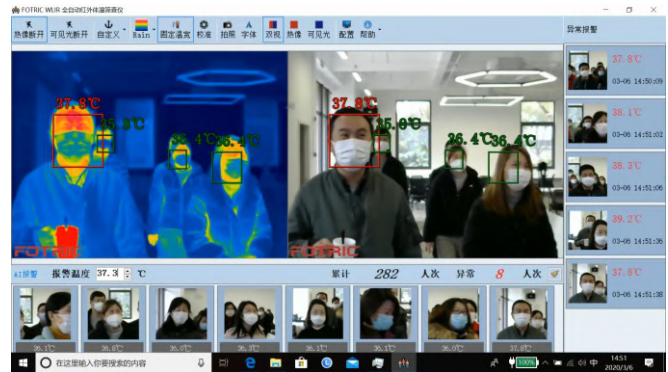 FOTRIC WLIR 全自动红外体温筛查仪
热像断开 可见光断开 自定义 Rain 固定温宽 校准 拍照 字体 双视 热像 可见光 配置 帮助
异常报警
37.8℃
03-06 14:50:09
38.1℃
03-06 14:51:02
38.3℃
03-06 14:51:06
39.2℃
03-06 14:51:36
37.8℃
03-06 14:51:38
37.8℃
36.4℃
36.4℃
FOTRIC
37.8℃
36.4℃
36.4℃
FOTRIC
AI报警 报警温度 37.3 ℃ 累计 282 人次 异常 8 人次
在这里输入你要搜索的内容
100%
中
14:51
2020/3/6